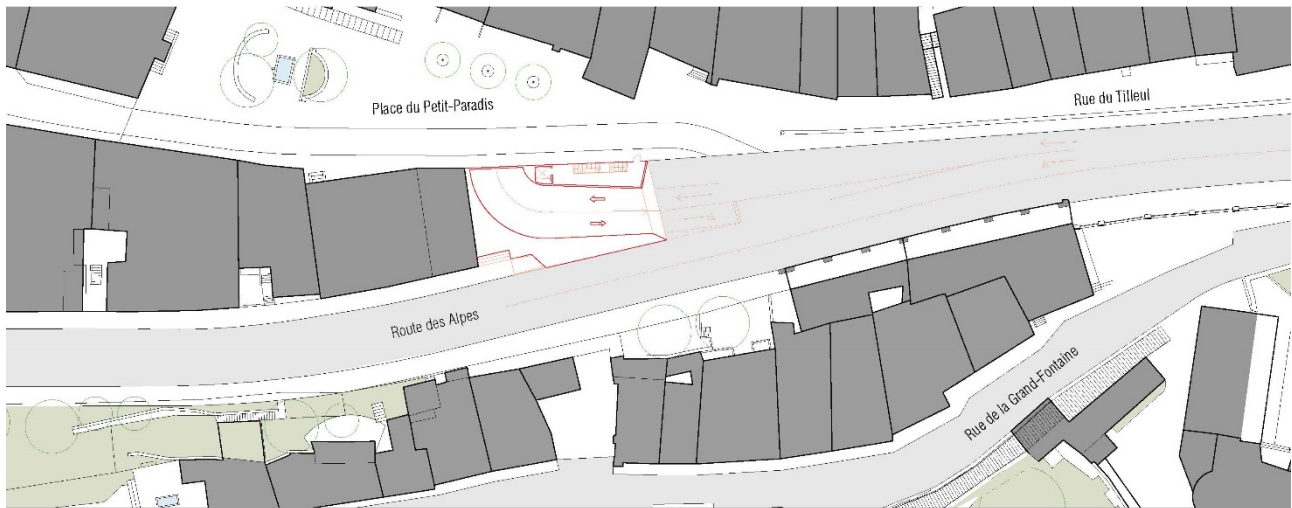 Place du Petit-Paradis
Rue du Tilleul
Route des Alpes
Rue de la Grand-Fontaine